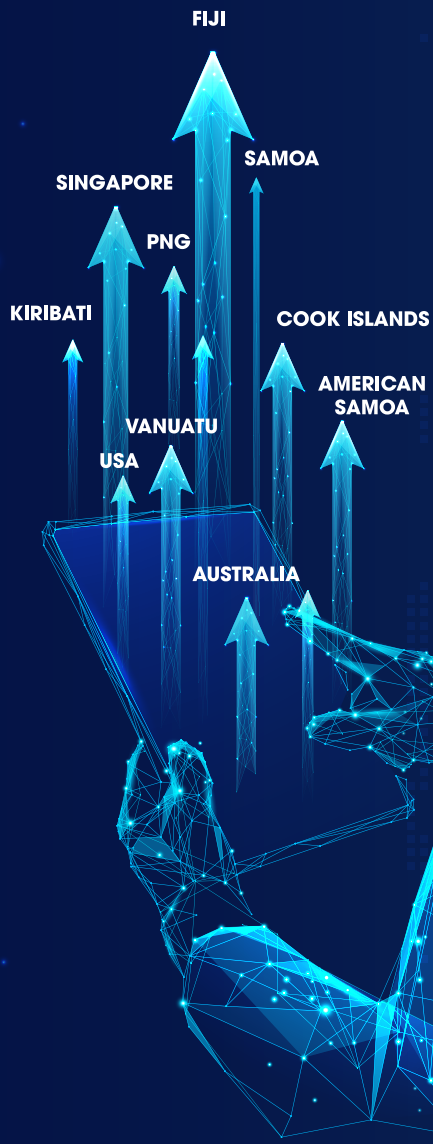 FIJI
SAMOA
SINGAPORE
PNG
KIRIBATI
COOK ISLANDS
AMERICAN
SAMOA
VANUATU
USA
AUSTRALIA